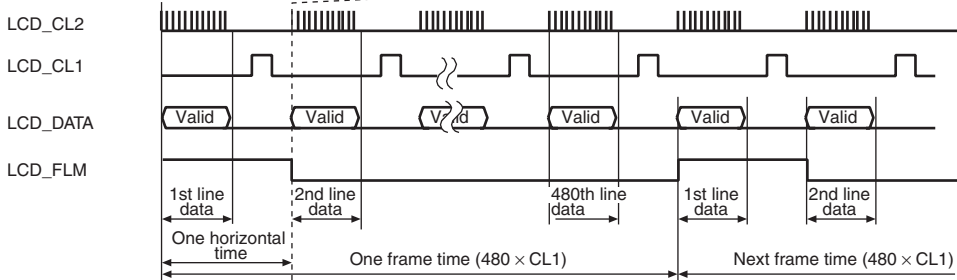 LCD_CL2
LCD_CL1
LCD_DATA
Valid
Valid
Valid
Valid
Valid
Valid
LCD_FLM
1st line
data
2nd line
data
480th line
data
1st line
data
2nd line
data
One horizontal
time
One frame time (480 × CL1)
Next frame time (480 × CL1)